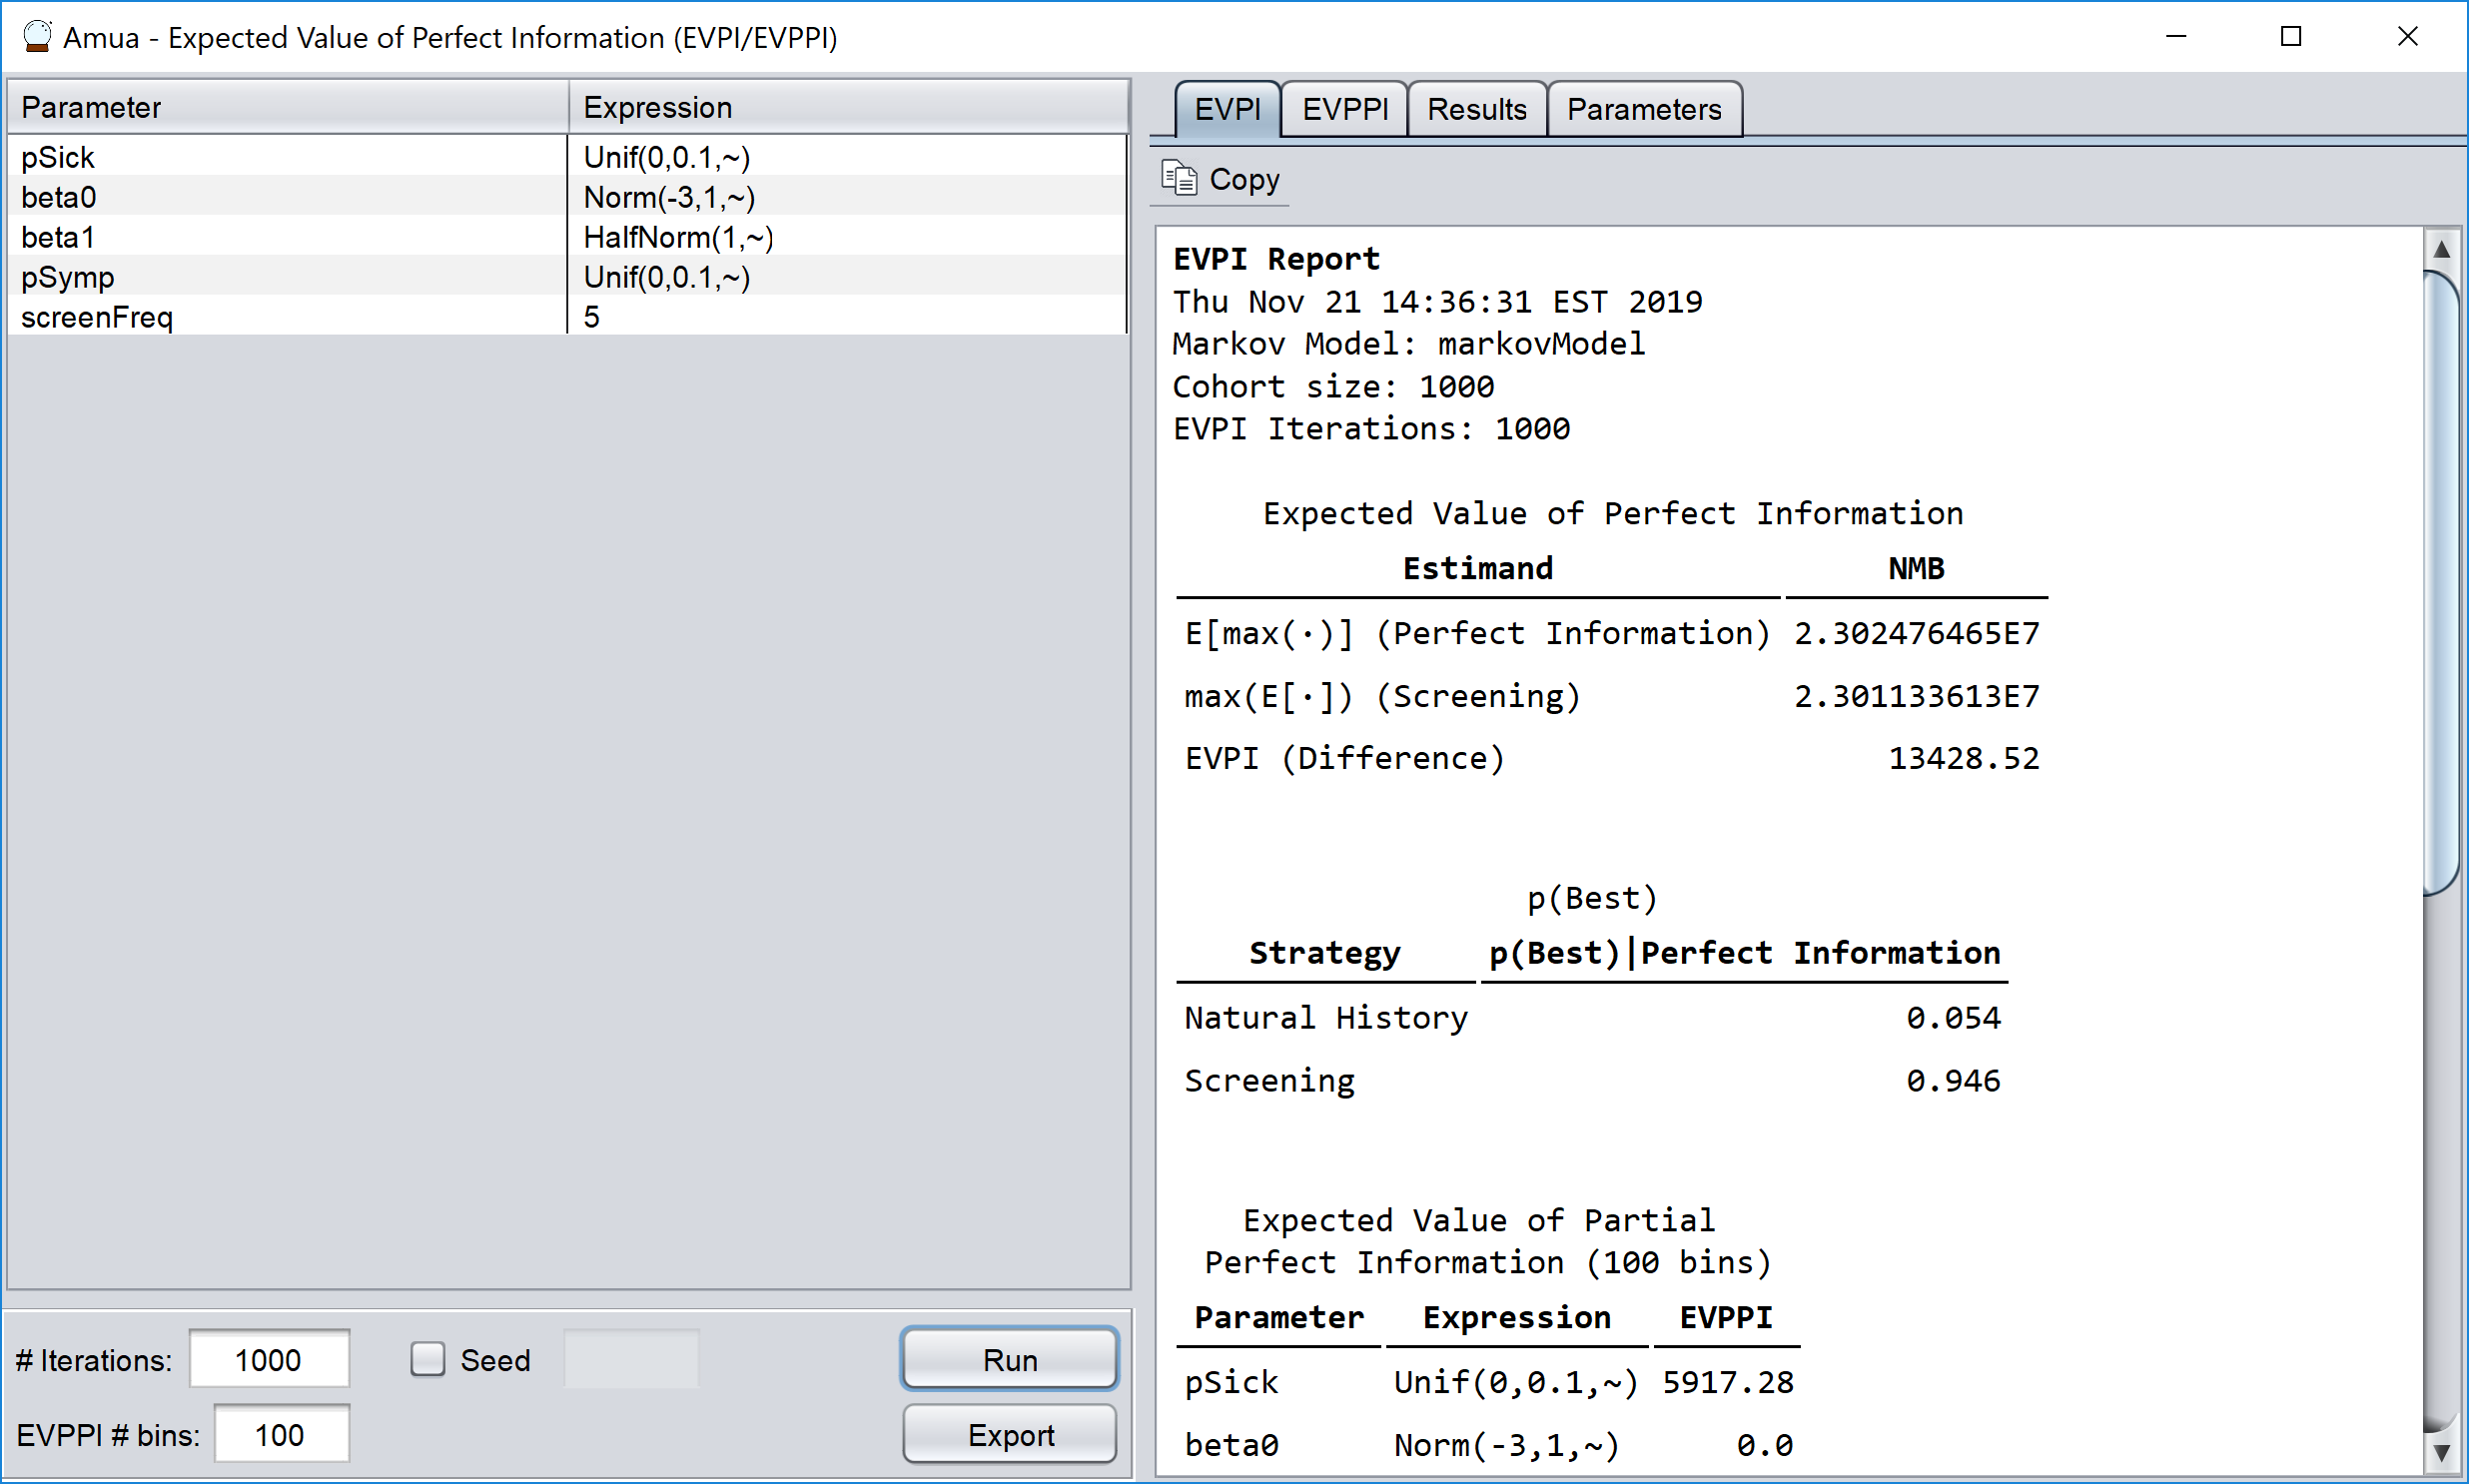 Amua - Expected Value of Perfect Information (EVPI/EVPPI)
Parameter Expression
pSick Unif(0,0.1,~)
beta0 Norm(-3,1,~)
beta1 HalfNorm(1,~)
pSymp Unif(0,0.1,~)
screenFreq 5
# Iterations: 1000 Seed Run
EVPPI # bins: 100 Export
EVPI EVPPI Results Parameters
Copy
EVPI Report
Thu Nov 21 14:36:31 EST 2019
Markov Model: markovModel
Cohort size: 1000
EVPI Iterations: 1000
Expected Value of Perfect Information
Estimand NMB
E[max(·)] (Perfect Information) 2.302476465E7
max(E[·]) (Screening) 2.301133613E7
EVPI (Difference) 13428.52
p(Best)
Strategy p(Best)|Perfect Information
Natural History 0.054
Screening 0.946
Expected Value of Partial
Perfect Information (100 bins)
Parameter Expression EVPPI
pSick Unif(0,0.1,~) 5917.28
beta0 Norm(-3,1,~) 0.0